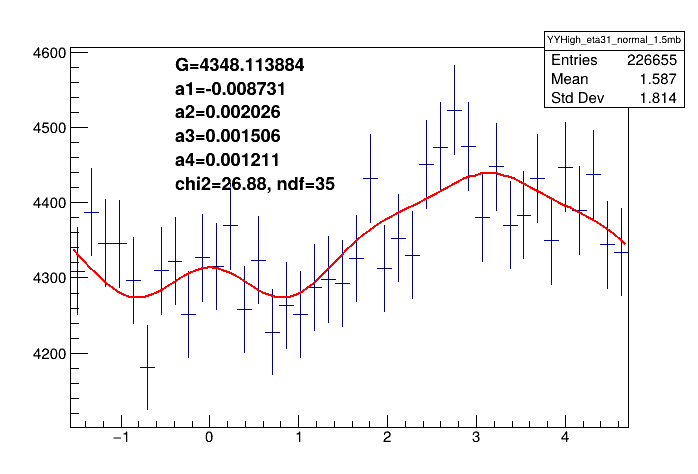 YYHigh_eta31_normal_1.5mb
Entries 226655
Mean 1.587
Std Dev 1.814
G=4348.113884
a1=-0.008731
a2=0.002026
a3=0.001506
a4=0.001211
chi2=26.88, ndf=35
4600
4500
4400
4300
4200
−1 0 1 2 3 4